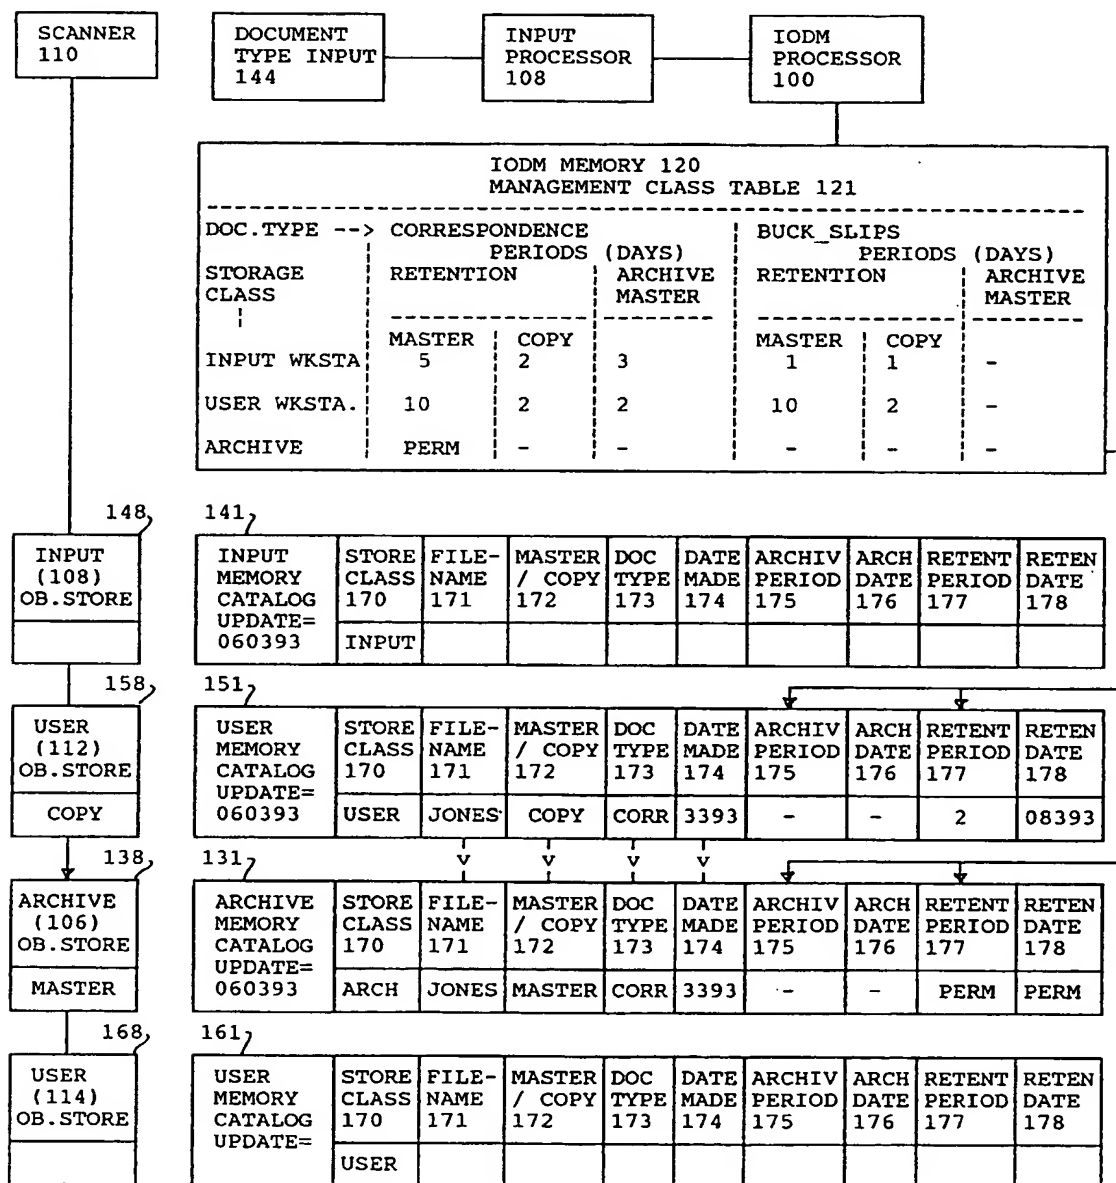 SCANNER
110
DOCUMENT
TYPE INPUT
144
INPUT
PROCESSOR
108
IODM
PROCESSOR
100
IODM MEMORY 120
MANAGEMENT CLASS TABLE 121
DOC.TYPE --> CORRESPONDENCE BUCK_SLIPS
PERIODS (DAYS) PERIODS (DAYS)
STORAGE RETENTION ARCHIVE RETENTION ARCHIVE
CLASS MASTER MASTER
MASTER COPY MASTER COPY
INPUT WKSTA 5 2 3 1 1 -
USER WKSTA. 10 2 2 10 2 -
ARCHIVE PERM - - - - -
148 141
INPUT
(108)
OB.STORE
INPUT STORE FILE- MASTER DOC DATE ARCHIV ARCH RETENT RETEN
MEMORY CLASS NAME / COPY TYPE MADE PERIOD DATE PERIOD DATE
CATALOG 170 171 172 173 174 175 176 177 178
UPDATE=
060393 INPUT
158 151
USER
(112)
OB.STORE
COPY
USER STORE FILE- MASTER DOC DATE ARCHIV ARCH RETENT RETEN
MEMORY CLASS NAME / COPY TYPE MADE PERIOD DATE PERIOD DATE
CATALOG 170 171 172 173 174 175 176 177 178
UPDATE=
060393 USER JONES COPY CORR 3393 - - 2 08393
138 131
ARCHIVE
(106)
OB.STORE
MASTER
ARCHIVE STORE FILE- MASTER DOC DATE ARCHIV ARCH RETENT RETEN
MEMORY CLASS NAME / COPY TYPE MADE PERIOD DATE PERIOD DATE
CATALOG 170 171 172 173 174 175 176 177 178
UPDATE=
060393 ARCH JONES MASTER CORR 3393 - - PERM PERM
168 161
USER
(114)
OB.STORE
USER STORE FILE- MASTER DOC DATE ARCHIV ARCH RETENT RETEN
MEMORY CLASS NAME / COPY TYPE MADE PERIOD DATE PERIOD DATE
CATALOG 170 171 172 173 174 175 176 177 178
UPDATE=
USER